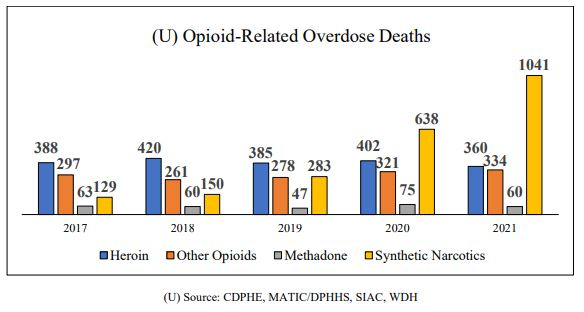 (U) Opioid-Related Overdose Deaths
388 297 63 129 420 261 60 150 385 278 47 283 402 321 75 638 360 334 60 1041
2017 2018 2019 2020 2021
Heroin Other Opioids Methadone Synthetic Narcotics
(U) Source: CDPHE, MATIC/DPHHS, SIAC, WDH